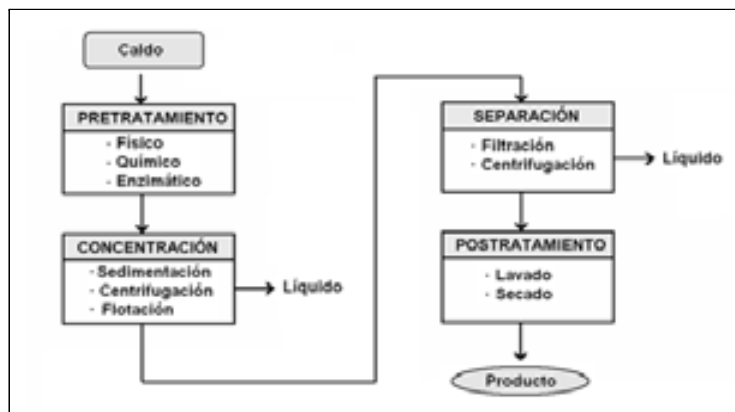 Caldo
PRETRATAMIENTO
· Físico
· Químico
· Enzimático
CONCENTRACIÓN
· Sedimentación
· Centrifugación
· Flotación
Líquido
SEPARACIÓN
· Filtración
· Centrifugación
Líquido
POSTRATAMIENTO
· Lavado
· Secado
Producto